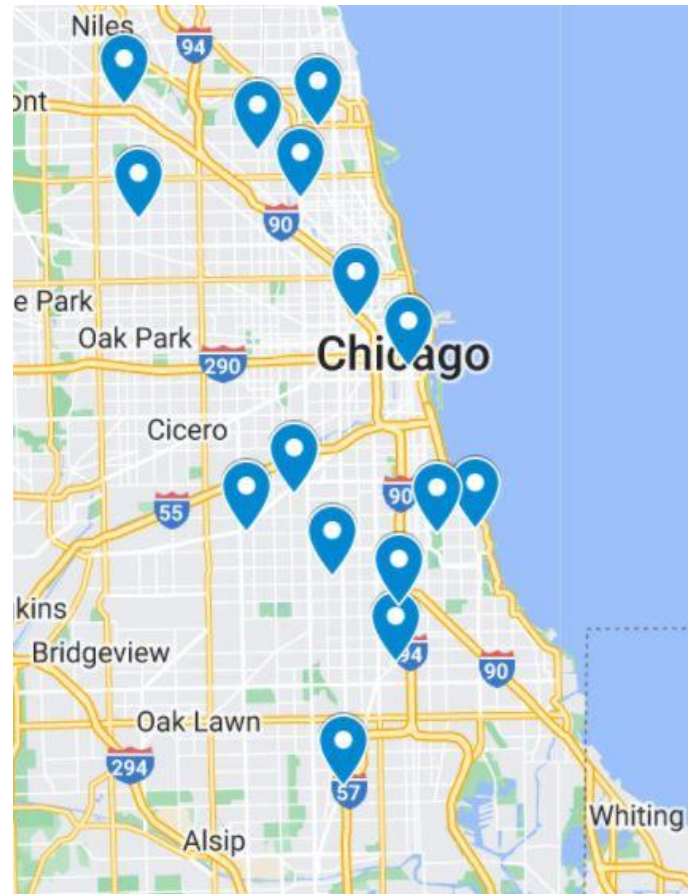 Niles
94
ont
90
e Park
Oak Park
Chicago
290
Cicero
90
55
kins
94
Bridgeview
90
Oak Lawn
294
57
Whiting
Alsip